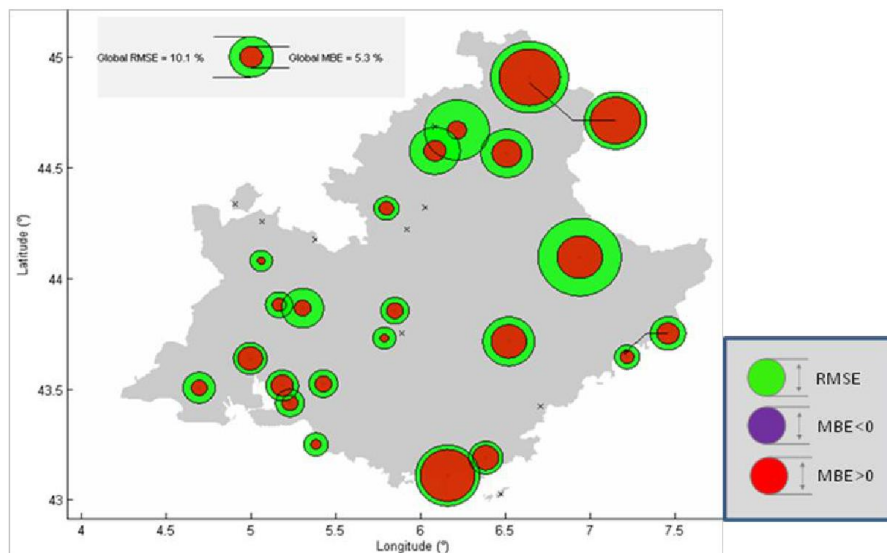 Global RMSE = 10.1 %
Global MBE = 5.3 %
45
44.5
44
43.5
43
Latitude (º)
4
4.5
5
5.5
6
6.5
7
7.5
Longitude (º)
RMSE
MBE<0
MBE>0